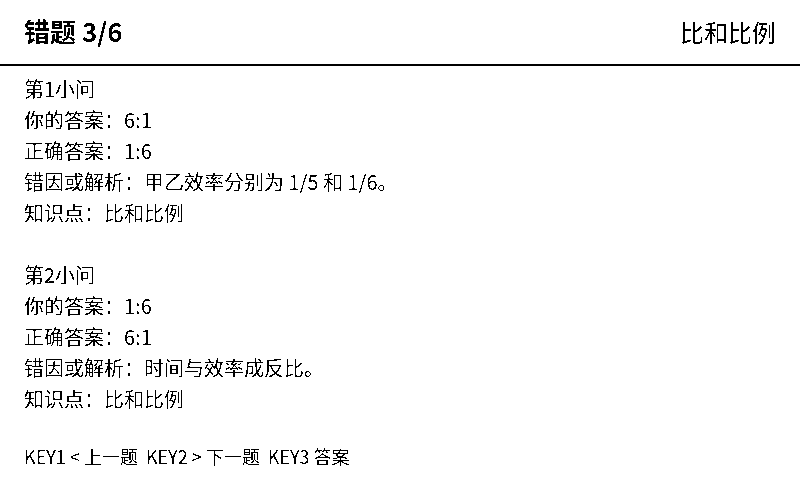 错题 3/6
比和比例
第1小问
你的答案：6:1
正确答案：1:6
错因或解析：甲乙效率分别为 1/5 和 1/6。
知识点：比和比例
第2小问
你的答案：1:6
正确答案：6:1
错因或解析：时间与效率成反比。
知识点：比和比例
KEY1 < 上一题 KEY2 > 下一题 KEY3 答案